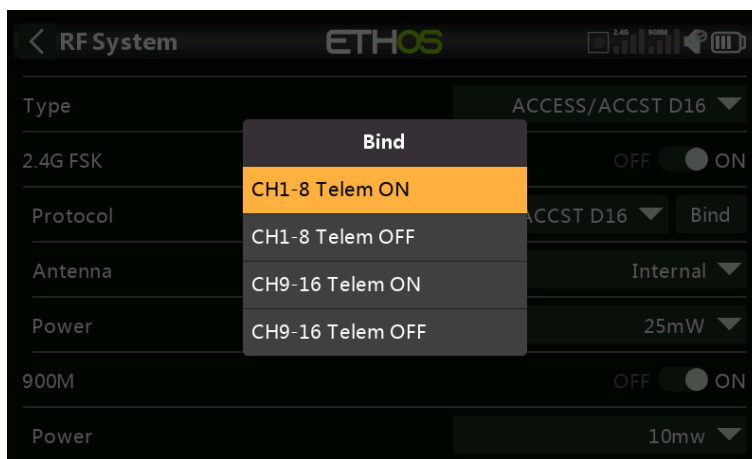 RF System
ETHOS
2.4G 900M
Type
ACCESS/ACCST D16
Bind
2.4G FSK
OFF ON
CH1-8 Telem ON
Protocol
ACCST D16 Bind
CH1-8 Telem OFF
Antenna
Internal
CH9-16 Telem ON
Power
25mW
CH9-16 Telem OFF
900M
OFF ON
Power
10mw